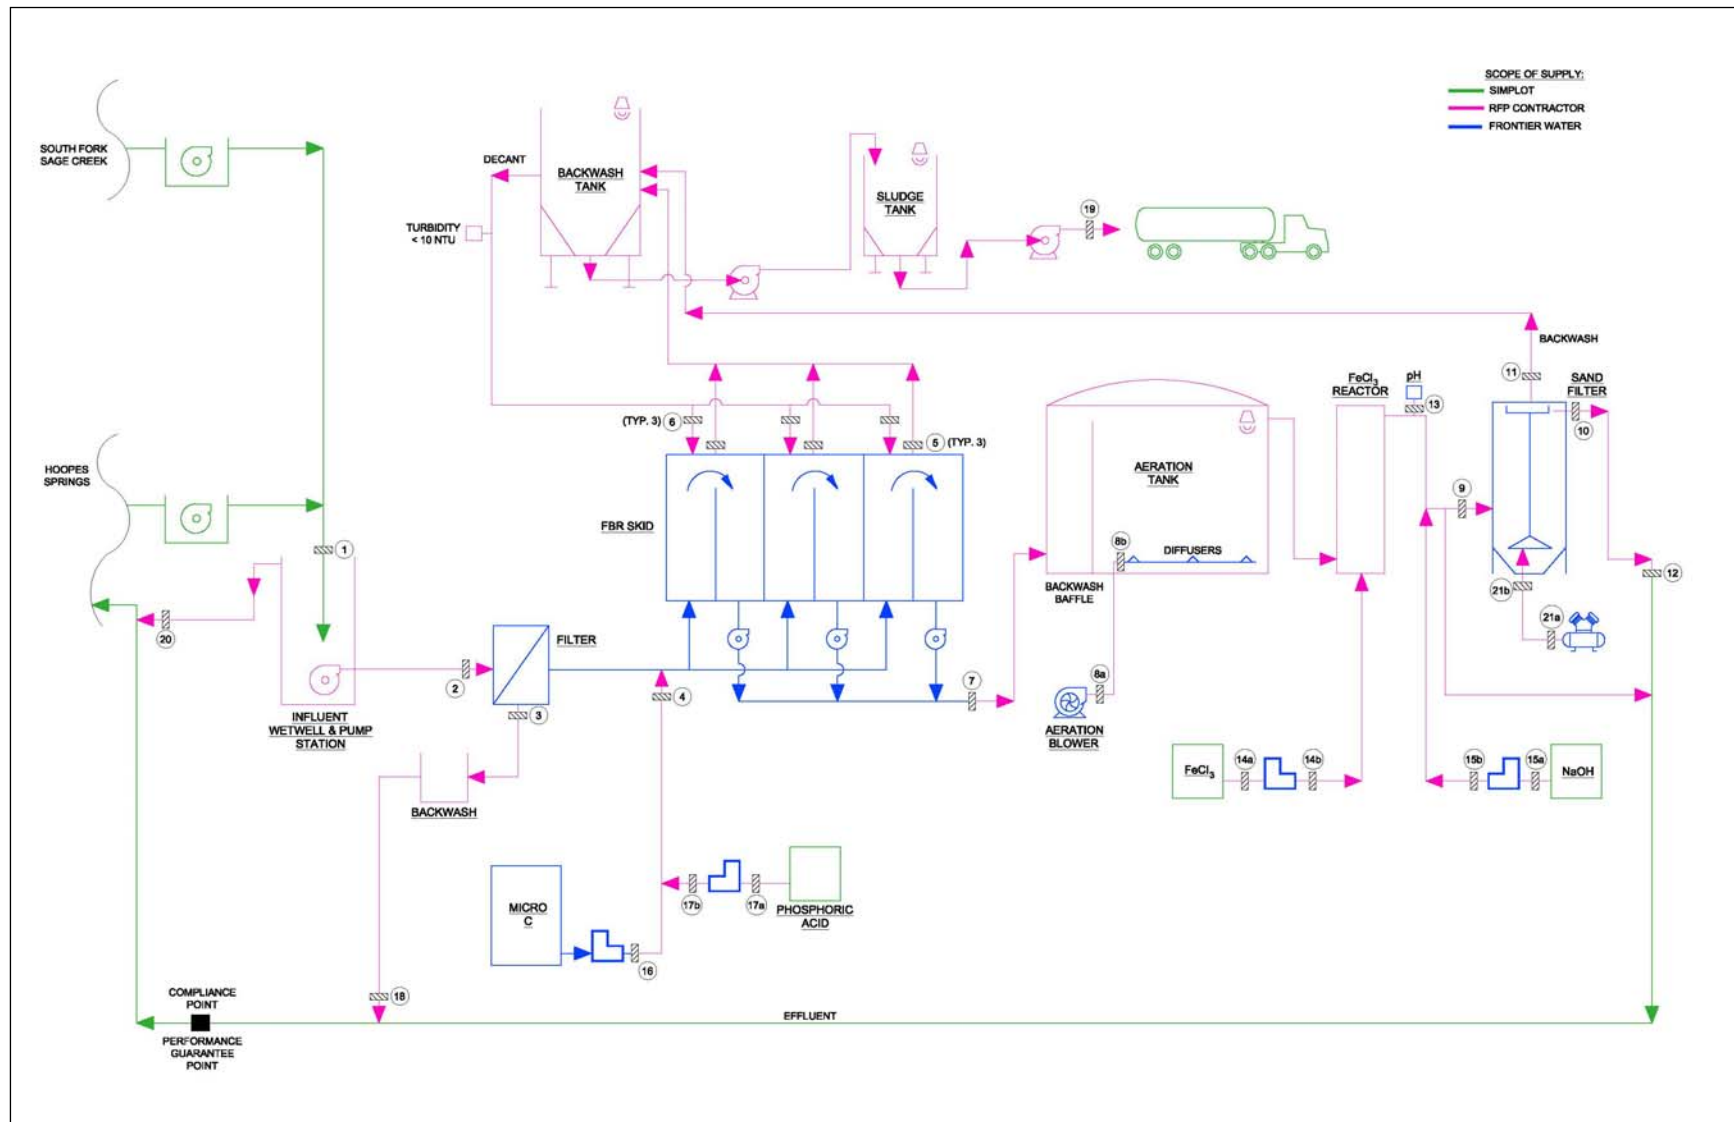 SCOPE OF SUPPLY:
SIMPLOT
RFP CONTRACTOR
FRONTIER WATER
SOUTH FORK
SAGE CREEK
DECANT
BACKWASH
TANK
SLUDGE
TANK
19
TURBIDITY
< 10 NTU
BACKWASH
11
SAND
FILTER
FeCl3
REACTOR
pH
13
10
(TYP. 3) 6
5 (TYP. 3)
HOOPES
SPRINGS
FBR SKID
AERATION
TANK
9
1
8b
DIFFUSERS
BACKWASH
BAFFLE
12
21b
21a
20
FILTER
2
3
4
7
8a
INFLUENT
WETWELL & PUMP
STATION
AERATION
BLOWER
FeCl3
14a
14b
15b
15a
NaOH
BACKWASH
MICRO
C
17b
17a
PHOSPHORIC
ACID
16
18
COMPLIANCE
POINT
EFFLUENT
PERFORMANCE
GUARANTEE
POINT